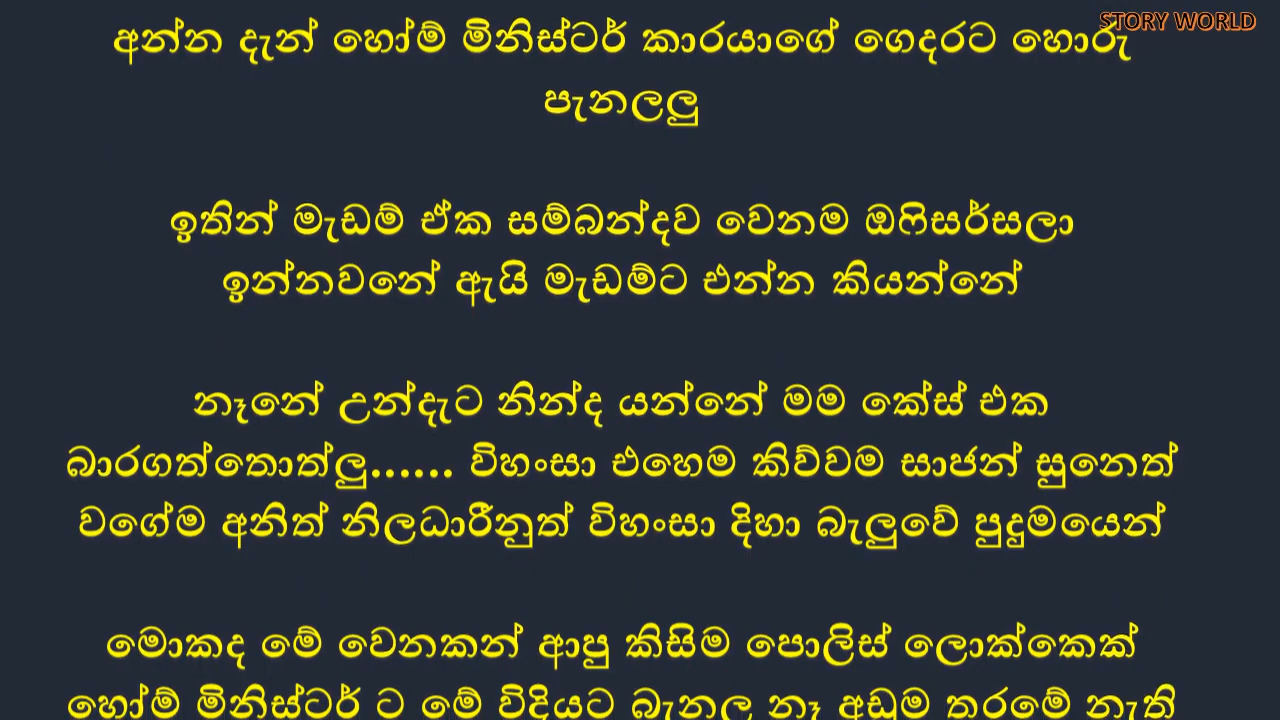 STORY WORLD
අන්න දැන් හෝම් මිනිස්ටර් කාරයාගේ ගෙදරට හොරු
පැනලලු
ඉතින් මැඩම් ඒක සම්බන්දව වෙනම ඔෆිසර්සලා
ඉන්නවනේ ඇයි මැඩම්ට එන්න කියන්නේ
නෑනේ උන්දැට නින්ද යන්නේ මම කේස් එක
බාරගත්තොත්ලු...... විහංසා එහෙම කිව්වම සාජන් සුනෙත්
වගේම අනිත් නිලධාරීනුත් විහංසා දිහා බැලුවේ පුදුමයෙන්
මොකද මේ වෙනකන් ආපු කිසිම පොලිස් ලොක්කෙක්
හෝම් මිනිස්ටර් ට මේ විදියට බැනල නෑ අඩුම තරමේ නැති